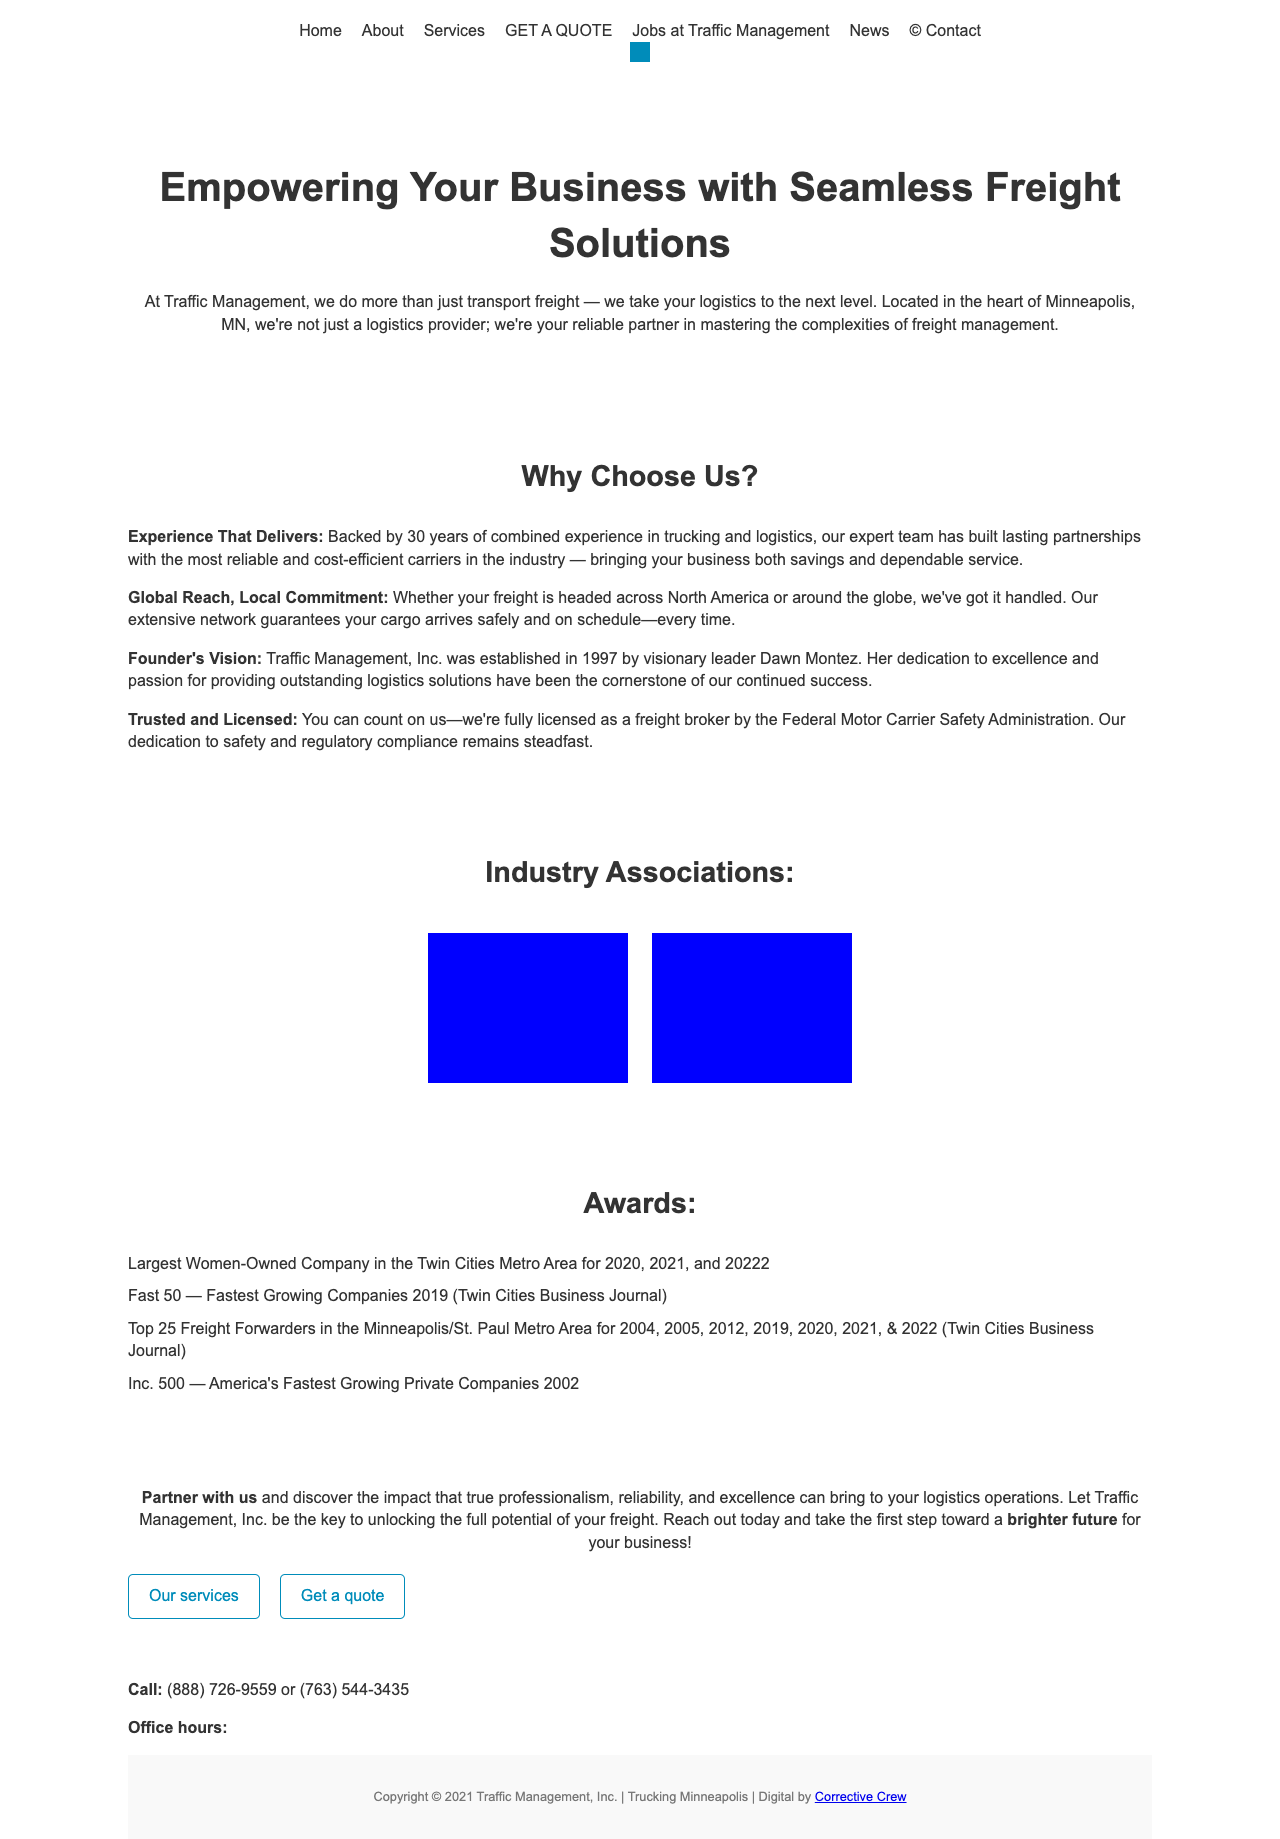 Home About Services GET A QUOTE Jobs at Traffic Management News © Contact
Empowering Your Business with Seamless Freight
Solutions
At Traffic Management, we do more than just transport freight — we take your logistics to the next level. Located in the heart of Minneapolis,
MN, we're not just a logistics provider; we're your reliable partner in mastering the complexities of freight management.
Why Choose Us?
Experience That Delivers: Backed by 30 years of combined experience in trucking and logistics, our expert team has built lasting partnerships
with the most reliable and cost-efficient carriers in the industry — bringing your business both savings and dependable service.
Global Reach, Local Commitment: Whether your freight is headed across North America or around the globe, we've got it handled. Our
extensive network guarantees your cargo arrives safely and on schedule—every time.
Founder's Vision: Traffic Management, Inc. was established in 1997 by visionary leader Dawn Montez. Her dedication to excellence and
passion for providing outstanding logistics solutions have been the cornerstone of our continued success.
Trusted and Licensed: You can count on us—we're fully licensed as a freight broker by the Federal Motor Carrier Safety Administration. Our
dedication to safety and regulatory compliance remains steadfast.
Industry Associations:
Awards:
Largest Women-Owned Company in the Twin Cities Metro Area for 2020, 2021, and 20222
Fast 50 — Fastest Growing Companies 2019 (Twin Cities Business Journal)
Top 25 Freight Forwarders in the Minneapolis/St. Paul Metro Area for 2004, 2005, 2012, 2019, 2020, 2021, & 2022 (Twin Cities Business
Journal)
Inc. 500 — America's Fastest Growing Private Companies 2002
Partner with us and discover the impact that true professionalism, reliability, and excellence can bring to your logistics operations. Let Traffic
Management, Inc. be the key to unlocking the full potential of your freight. Reach out today and take the first step toward a brighter future for
your business!
Our services Get a quote
Call: (888) 726-9559 or (763) 544-3435
Office hours:
Copyright © 2021 Traffic Management, Inc. | Trucking Minneapolis | Digital by Corrective Crew